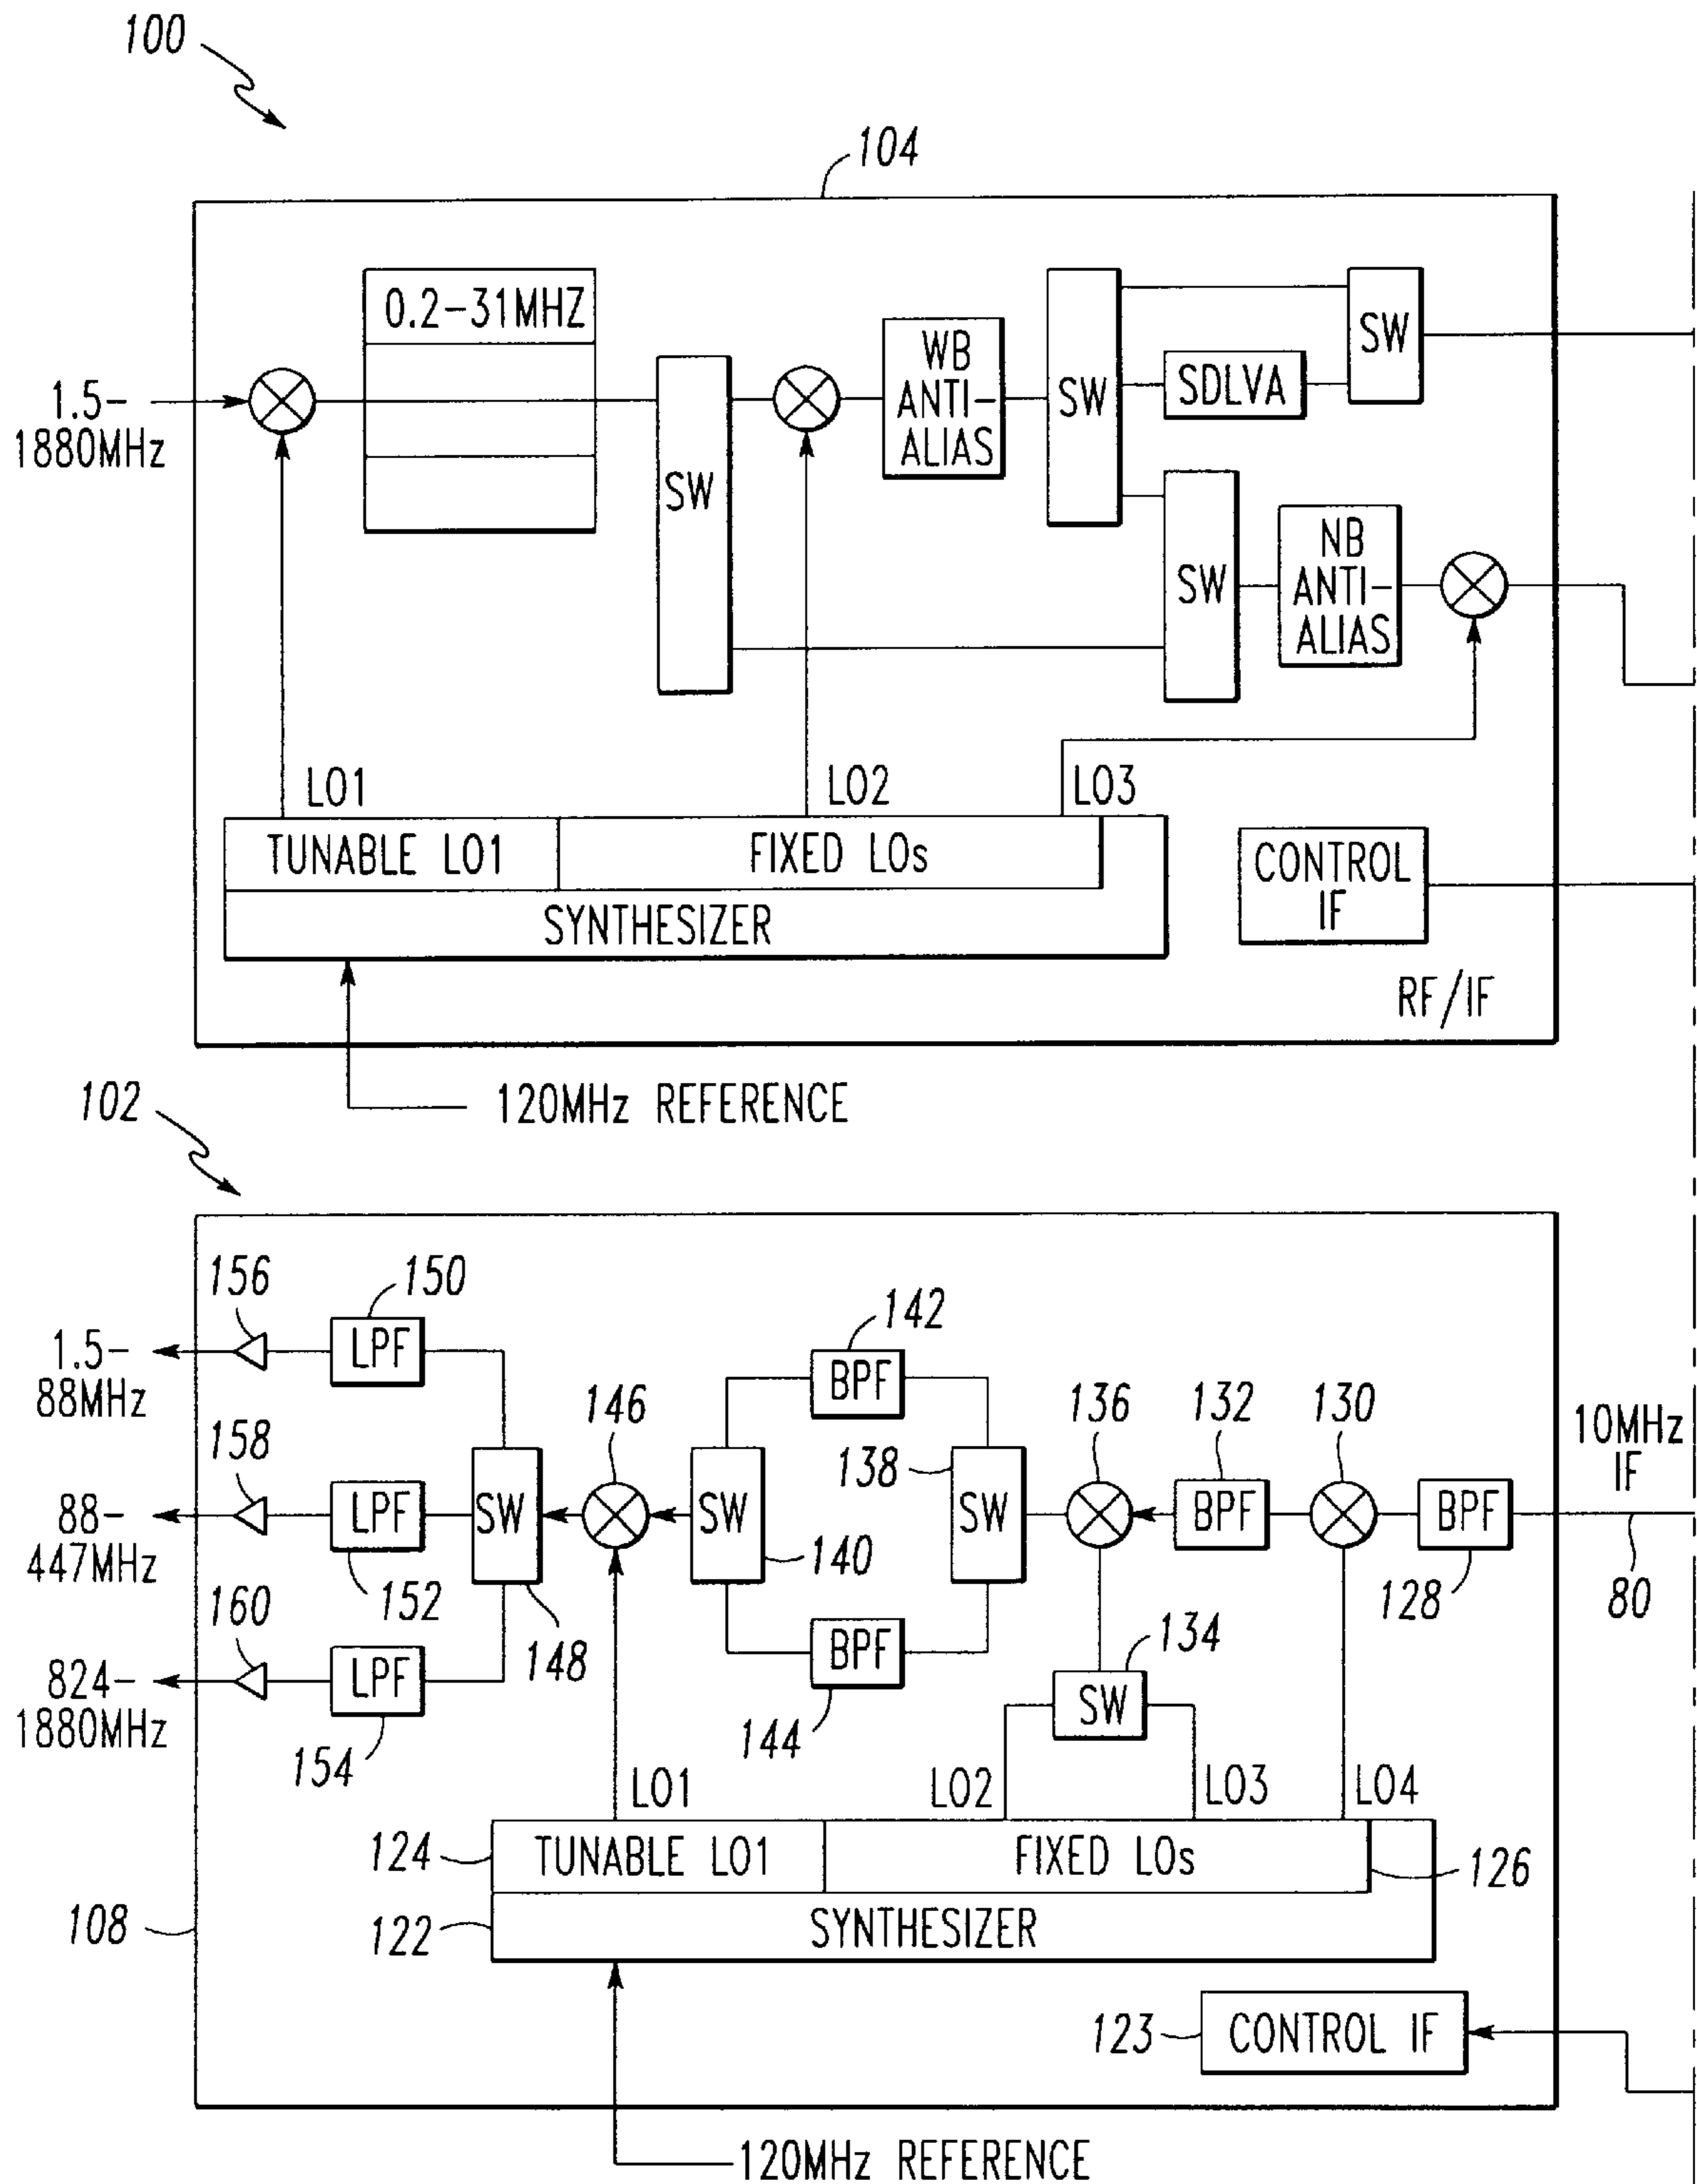 100
104
0.2-31MHZ
1.5-
1880MHz
SW
WB
ANTI-
ALIAS
SW
SDLVA
SW
SW
NB
ANTI-
ALIAS
LO1
LO2
LO3
TUNABLE LO1
FIXED LOs
SYNTHESIZER
CONTROL
IF
RF/IF
120MHz REFERENCE
102
156
150
1.5-
88MHz
LPF
142
BPF
158
146
138
136
132
130
10MHz
IF
88-
447MHz
LPF
SW
SW
SW
BPF
BPF
152
140
128
80
160
824-
1880MHz
LPF
148
BPF
134
SW
154
144
LO1
LO2
LO3
LO4
124
TUNABLE LO1
FIXED LOs
126
108
122
SYNTHESIZER
123
CONTROL IF
120MHz REFERENCE